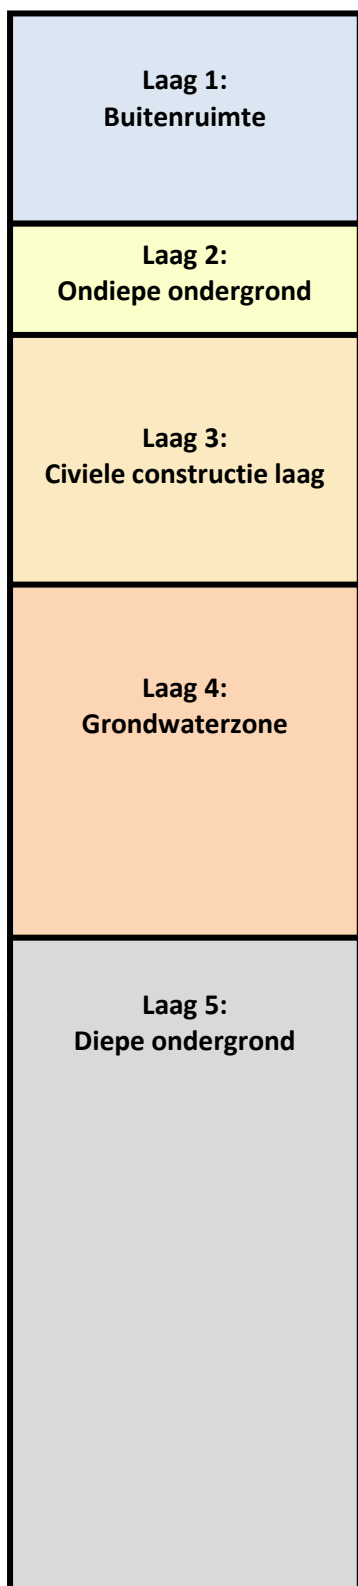 Laag 1:
Buitenruimte
Laag 2:
Ondiepe ondergrond
Laag 3:
Civiele constructie laag
Laag 4:
Grondwaterzone
Laag 5:
Diepe ondergrond